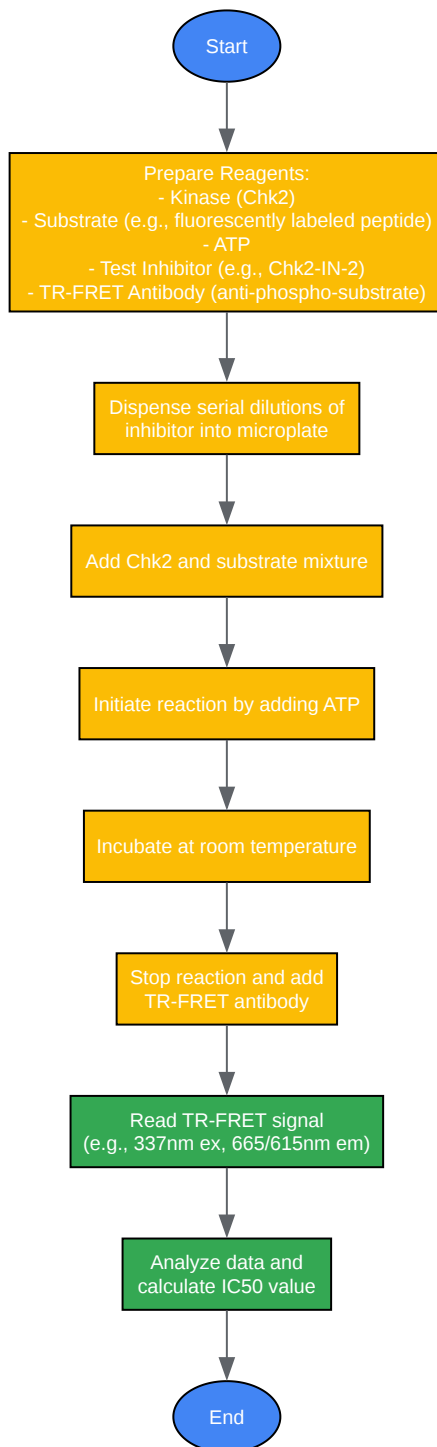 Start
Prepare Reagents:
- Kinase (Chk2)
- Substrate (e.g., fluorescently labeled peptide)
- ATP
- Test Inhibitor (e.g., Chk2-IN-2)
- TR-FRET Antibody (anti-phospho-substrate)
Dispense serial dilutions of
inhibitor into microplate
Add Chk2 and substrate mixture
Initiate reaction by adding ATP
Incubate at room temperature
Stop reaction and add
TR-FRET antibody
Read TR-FRET signal
(e.g., 337nm ex, 665/615nm em)
Analyze data and
calculate IC50 value
End